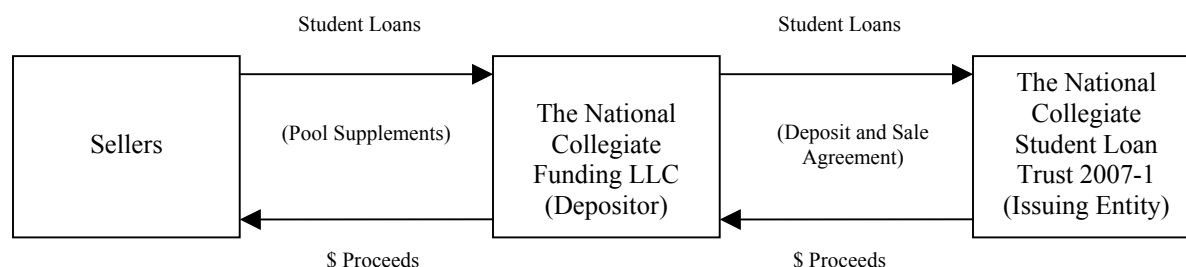 Student Loans
Student Loans
Sellers
(Pool Supplements)
The National
Collegiate
Funding LLC
(Depositor)
(Deposit and Sale
Agreement)
The National
Collegiate
Student Loan
Trust 2007-1
(Issuing Entity)
$ Proceeds
$ Proceeds